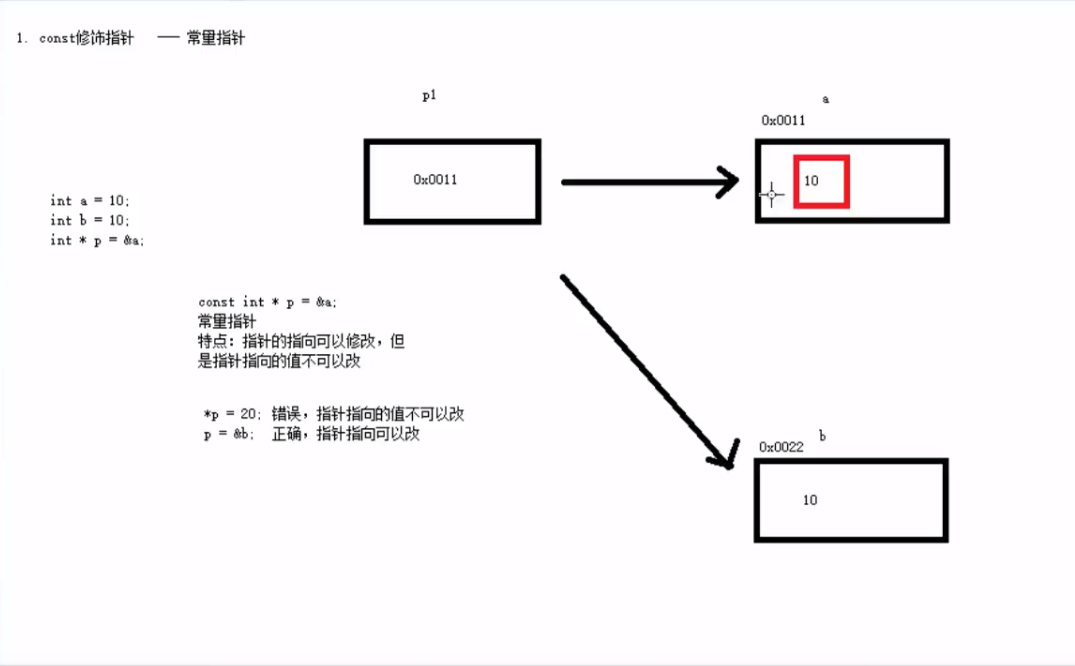 1. const修饰指针 —— 常量指针
p1
a
0x0011
0x0011
10
int a = 10;
int b = 10;
int * p = &a;
const int * p = &a;
常量指针
特点：指针的指向可以修改，但
是指针指向的值不可以改
*p = 20; 错误，指针指向的值不可以改
p = &b; 正确，指针指向可以改
b
0x0022
10